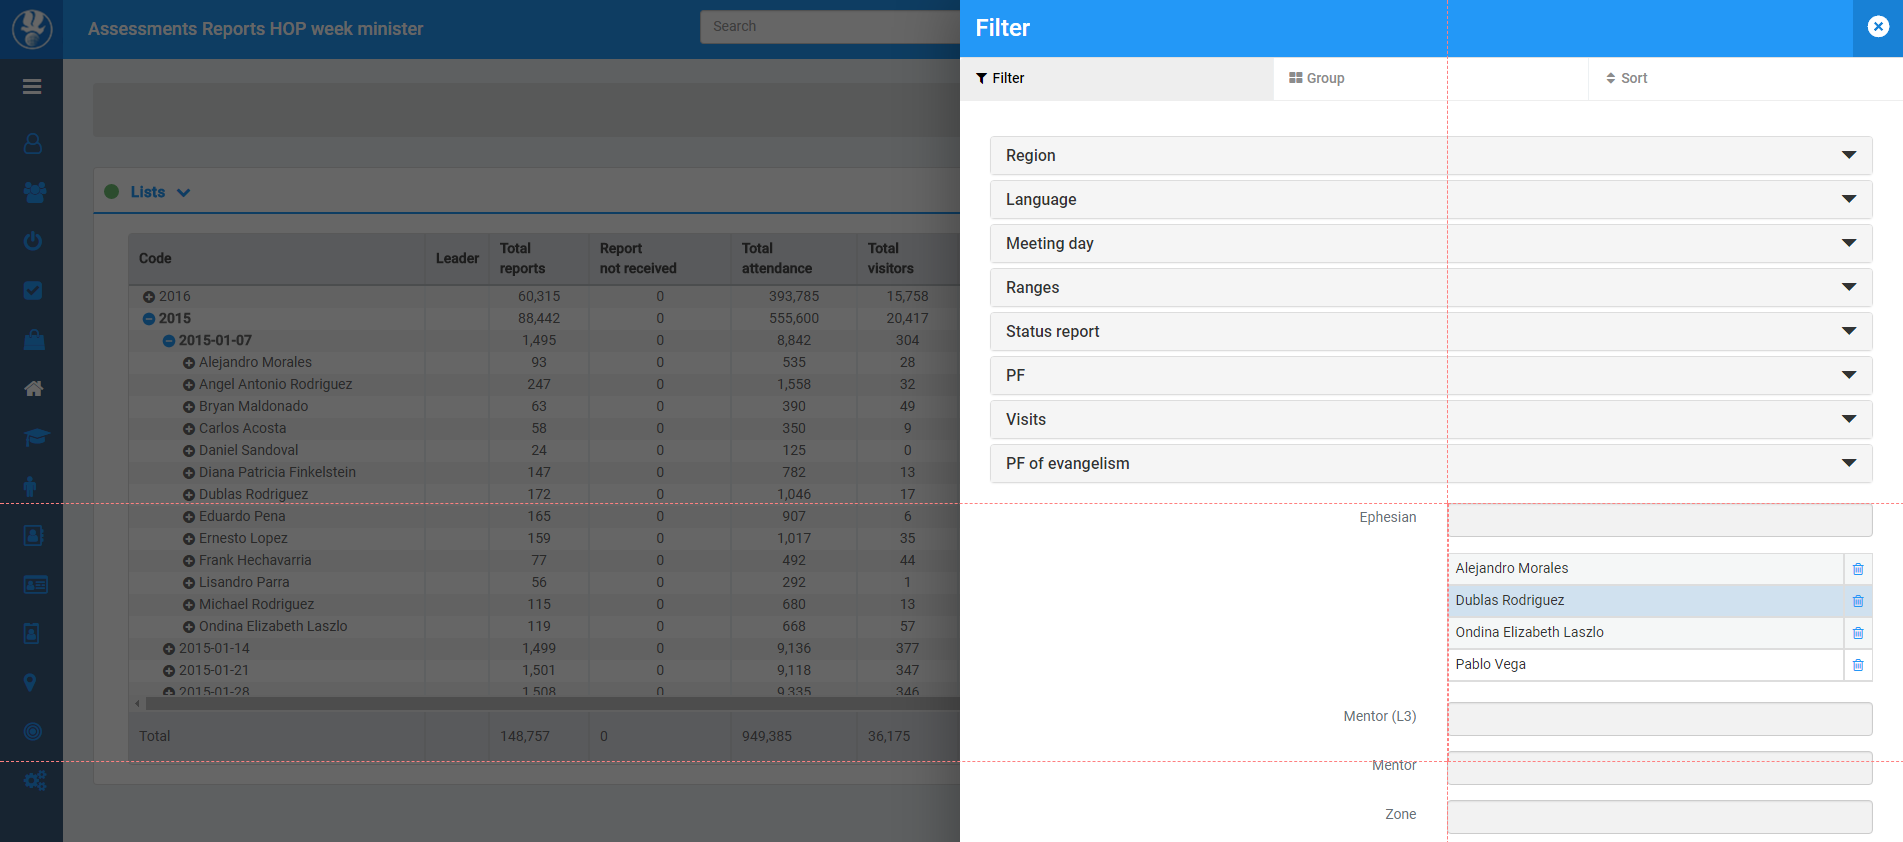 Assessments Reports HOP week minister
Search
Filter
Filter
Group
Sort
Lists
Code
Leader
Total reports
Report not received
Total attendance
Total visitors
2016 60,315 0 393,785 15,758
2015 88,442 0 555,600 20,417
2015-01-07 1,495 0 8,842 304
Alejandro Morales 93 0 535 28
Angel Antonio Rodriguez 247 0 1,558 32
Bryan Maldonado 63 0 390 49
Carlos Acosta 58 0 350 9
Daniel Sandoval 24 0 125 0
Diana Patricia Finkelstein 147 0 782 13
Dublas Rodriguez 172 0 1,046 17
Eduardo Pena 165 0 907 6
Ernesto Lopez 159 0 1,017 35
Frank Hechavarria 77 0 492 44
Lisandro Parra 56 0 292 1
Michael Rodriguez 115 0 680 13
Ondina Elizabeth Laszlo 119 0 668 57
2015-01-14 1,499 0 9,136 377
2015-01-21 1,501 0 9,118 347
2015-01-28 1,508 0 9,335 346
Total 148,757 0 949,385 36,175
Region
Language
Meeting day
Ranges
Status report
PF
Visits
PF of evangelism
Ephesian
Alejandro Morales
Dublas Rodriguez
Ondina Elizabeth Laszlo
Pablo Vega
Mentor (L3)
Mentor
Zone